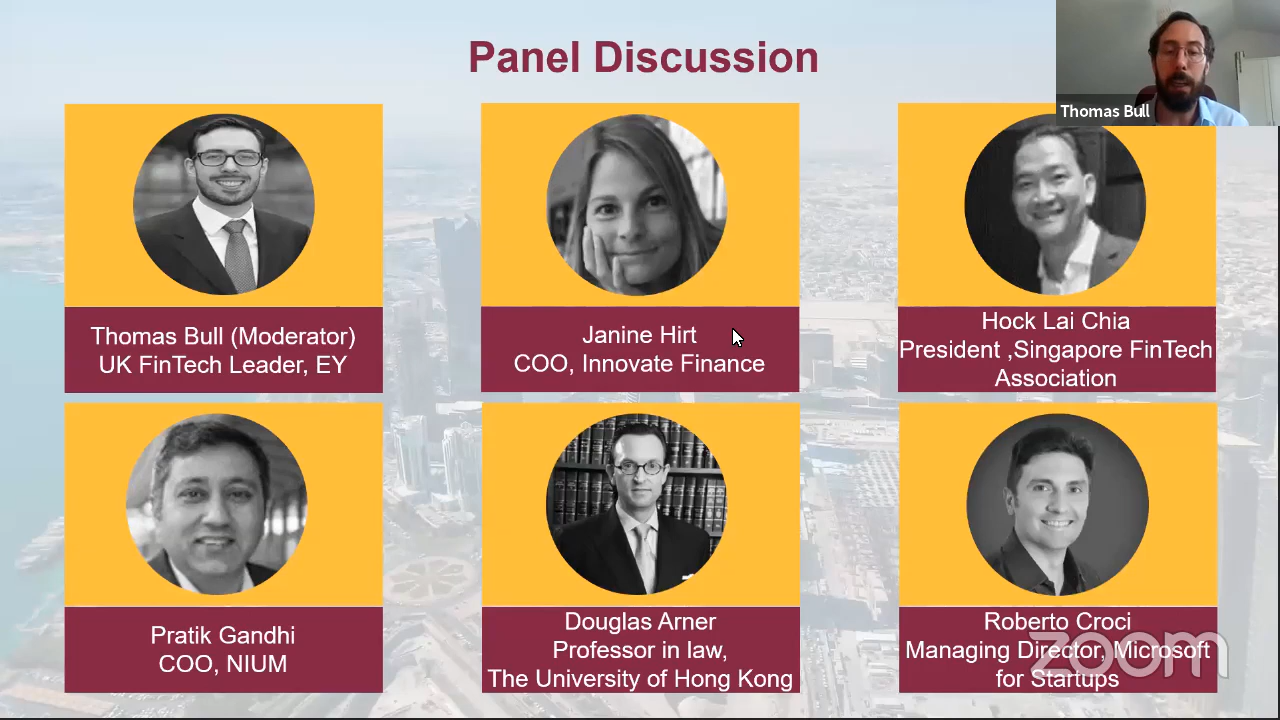 Panel Discussion
Thomas Bull
Thomas Bull (Moderator)
UK FinTech Leader, EY
Janine Hirt
COO, Innovate Finance
Hock Lai Chia
President ,Singapore FinTech
Association
Pratik Gandhi
COO, NIUM
Douglas Arner
Professor in law,
The University of Hong Kong
Roberto Croci
Managing Director, Microsoft
for Startups
zoom